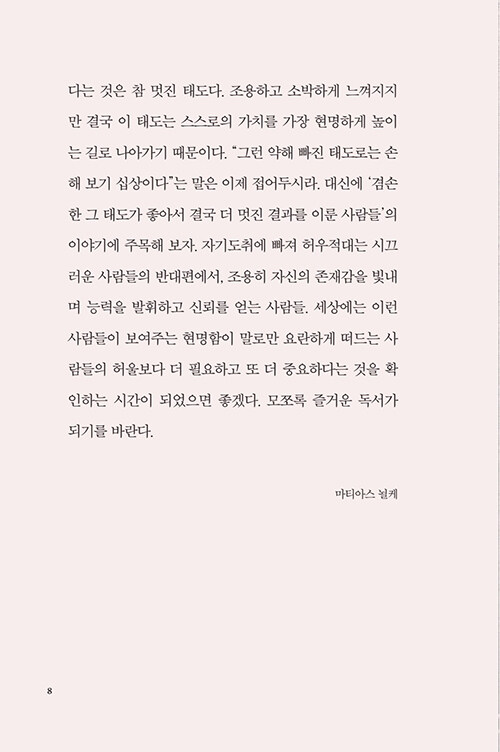 다는 것은 참 멋진 태도다. 조용하고 소박하게 느껴지지
만 결국 이 태도는 스스로의 가치를 가장 현명하게 높이
는 길로 나아가기 때문이다. “그런 약해 빠진 태도로는 손
해 보기 십상이다”는 말은 이제 접어두시라. 대신에 ‘겸손
한 그 태도가 좋아서 결국 더 멋진 결과를 이룬 사람들’의
이야기에 주목해 보자. 자기도취에 빠져 허우적대는 시끄
러운 사람들의 반대편에서, 조용히 자신의 존재감을 빛내
며 능력을 발휘하고 신뢰를 얻는 사람들. 세상에는 이런
사람들이 보여주는 현명함이 말로만 요란하게 떠드는 사
람들의 허울보다 더 필요하고 또 더 중요하다는 것을 확
인하는 시간이 되었으면 좋겠다. 모쪼록 즐거운 독서가
되기를 바란다.
마티아스 뇔케
8